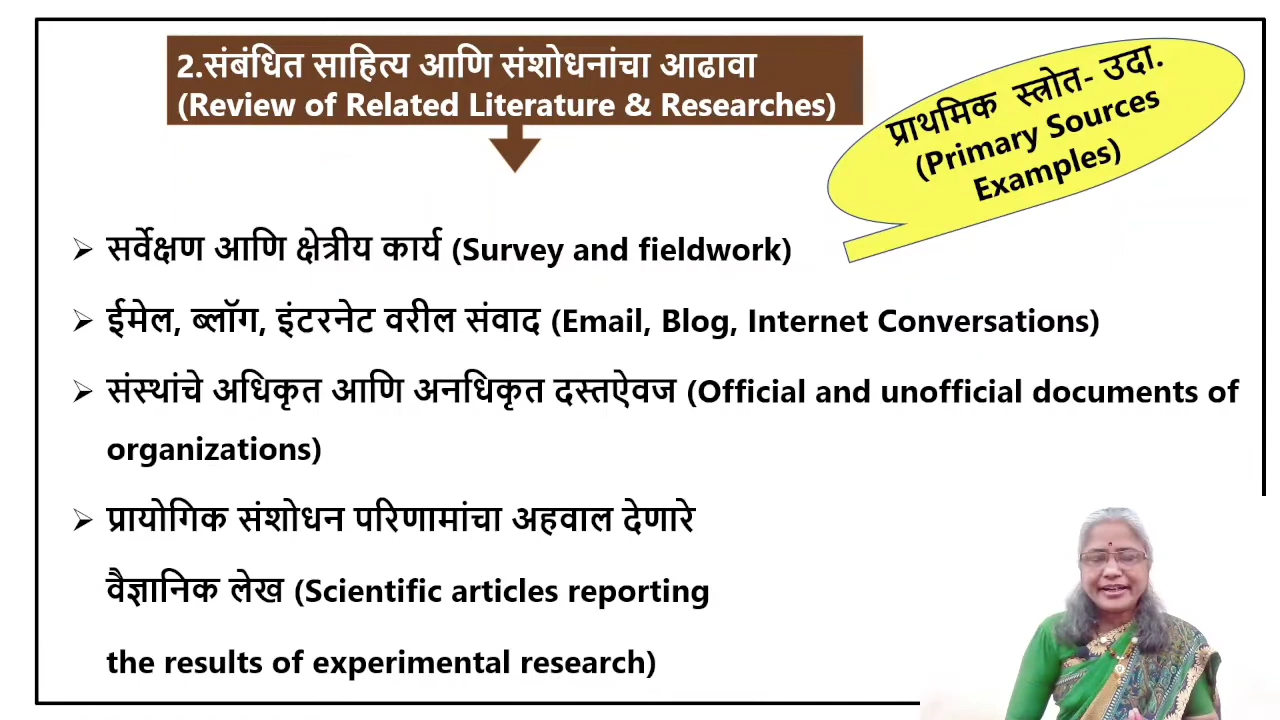 2.संबंधित साहित्य आणि संशोधनांचा आढावा
(Review of Related Literature & Researches)
प्राथमिक स्त्रोत- उदा.
(Primary Sources
Examples)
➢ सर्वेक्षण आणि क्षेत्रीय कार्य (Survey and fieldwork)
➢ ईमेल, ब्लॉग, इंटरनेट वरील संवाद (Email, Blog, Internet Conversations)
➢ संस्थांचे अधिकृत आणि अनधिकृत दस्तऐवज (Official and unofficial documents of
organizations)
➢ प्रायोगिक संशोधन परिणामांचा अहवाल देणारे
वैज्ञानिक लेख (Scientific articles reporting
the results of experimental research)